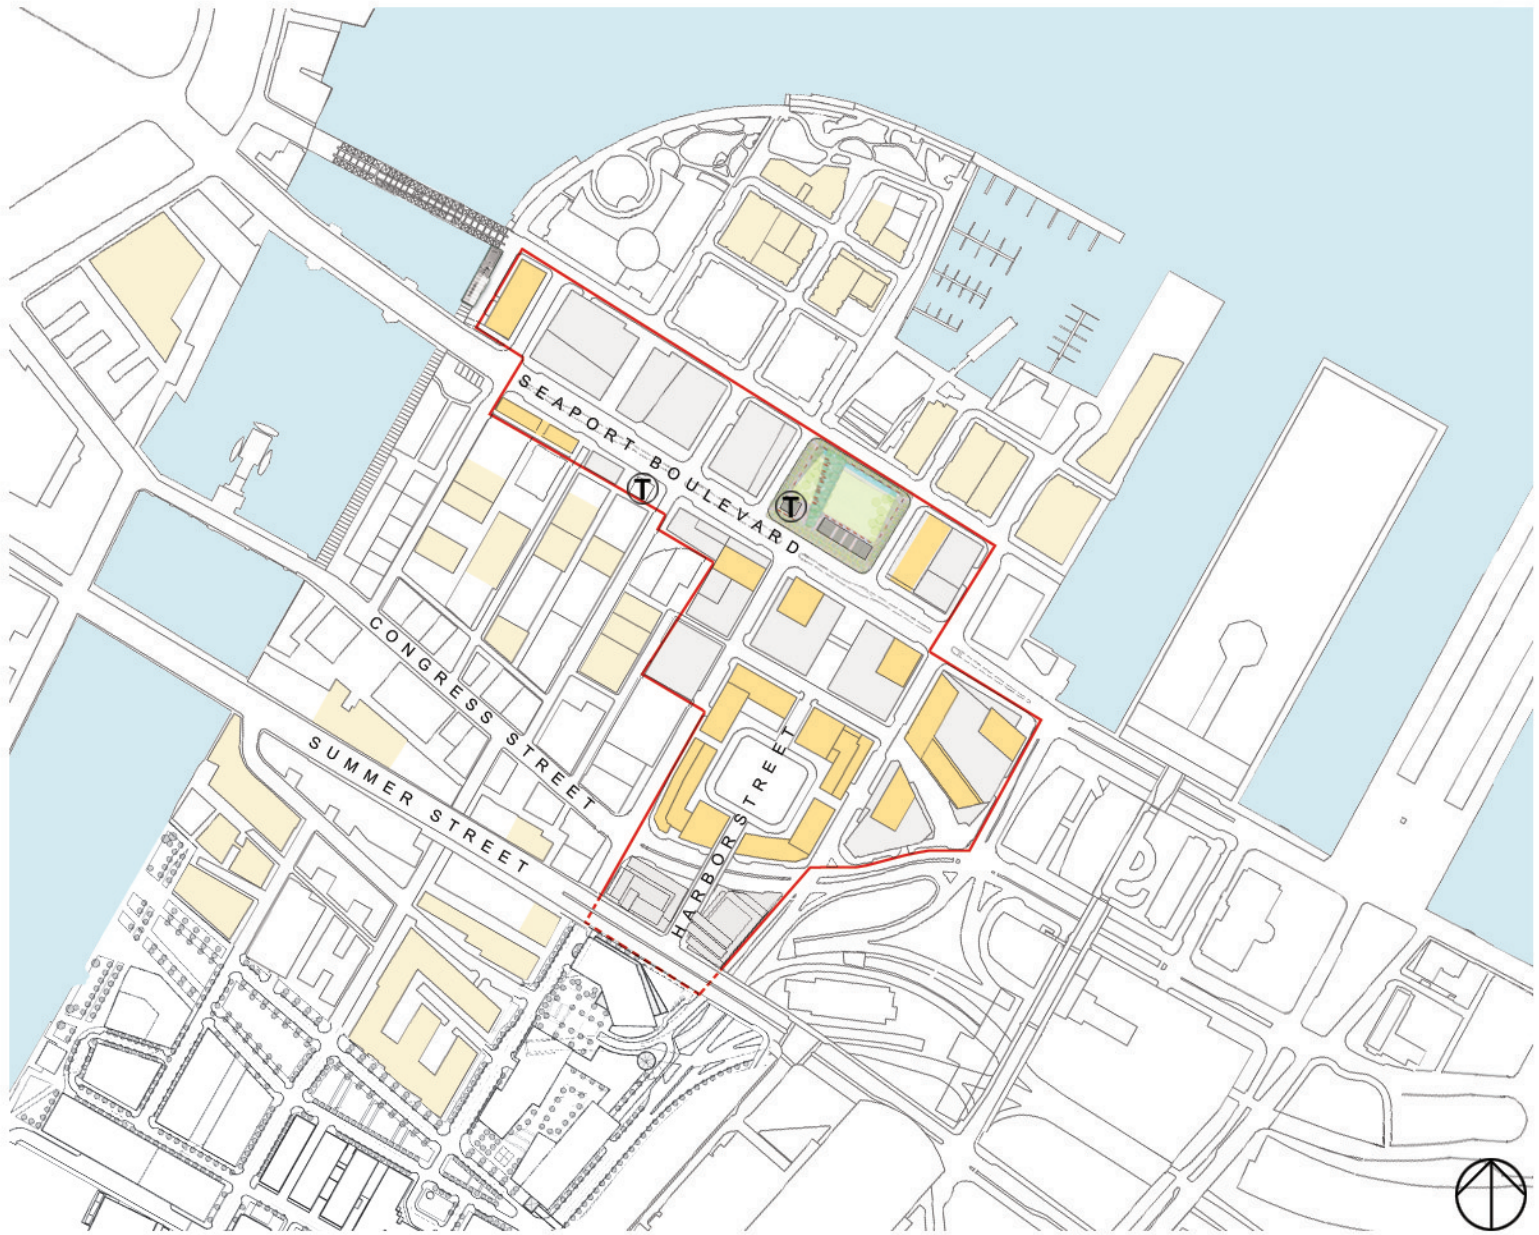 SEAPORT BOULEVARD
T
T
CONGRESS STREET
SUMMER STREET
HARBOR STREET